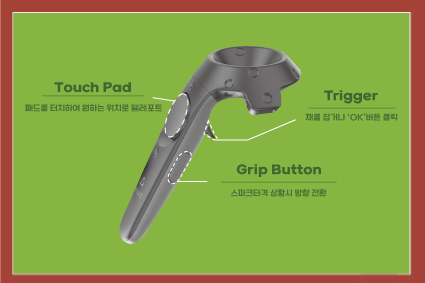 Touch Pad
패드를 터치하여 원하는 위치로 텔레포트
Trigger
채를 잡거나 'OK'버튼 클릭
Grip Button
스파크타격 상황시 방향 전환